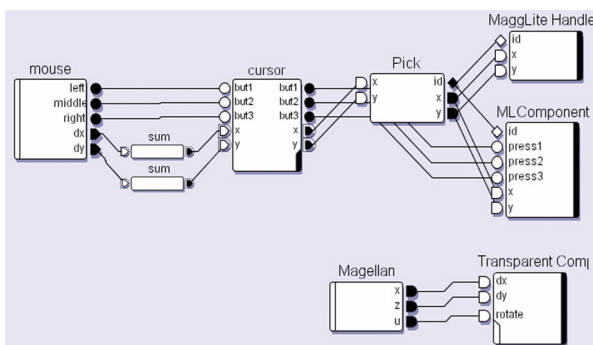 MaggLite Handle
id
x
y
mouse
left
middle
right
dx
dy
sum
sum
cursor
but1 but1
but2 but2
but3 but3
x x
y y
Pick
x id
y x
y
MLComponent
id
press1
press2
press3
x
y
Magellan
x
z
u
Transparent Comp
dx
dy
rotate